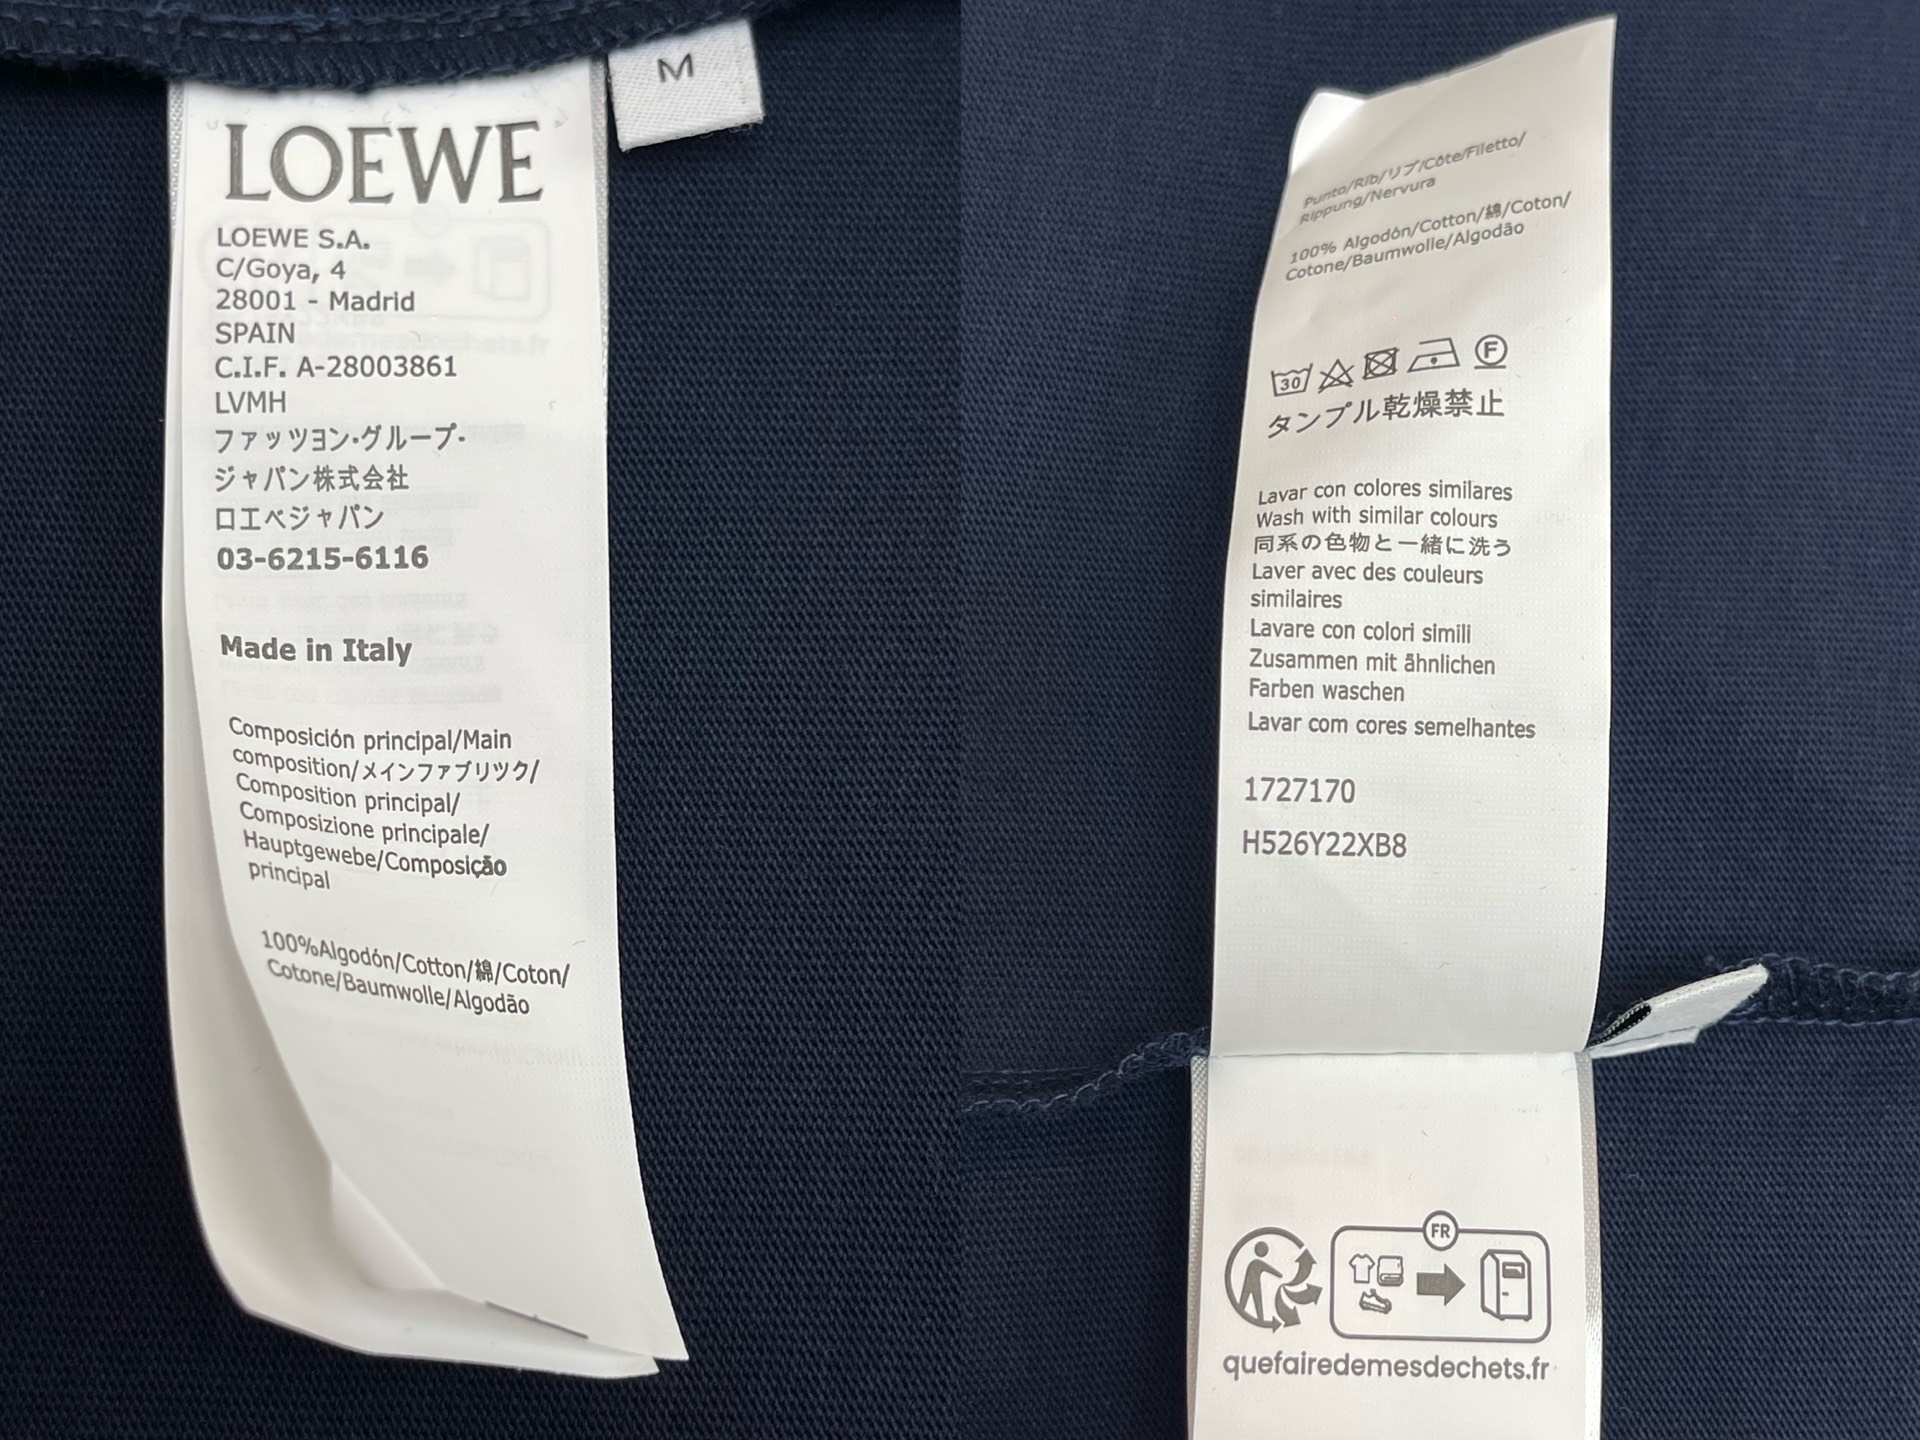 M
LOEWE
LOEWE S.A.
C/Goya, 4
28001 - Madrid
SPAIN
C.I.F. A-28003861
LVMH
ファッツヨン・グループ・
ジャパン株式会社
ロエベジャパン
03-6215-6116
Made in Italy
Composición principal/Main
composition/メインファブリツク/
Composition principal/
Composizione principale/
Hauptgewebe/Composição
principal
100%Algodón/Cotton/綿/Coton/
Cotone/Baumwolle/Algodão
Punto/Rib/リブ/Côte/Filetto/
Rippung/Nervura
100% Algodón/Cotton/綿/Coton/
Cotone/Baumwolle/Algodão
30 F
タンプル乾燥禁止
Lavar con colores similares
Wash with similar colours
同系の色物と一緒に洗う
Laver avec des couleurs
similaires
Lavare con colori simili
Zusammen mit ähnlichen
Farben waschen
Lavar com cores semelhantes
1727170
H526Y22XB8
FR
quefairedemesdechets.fr